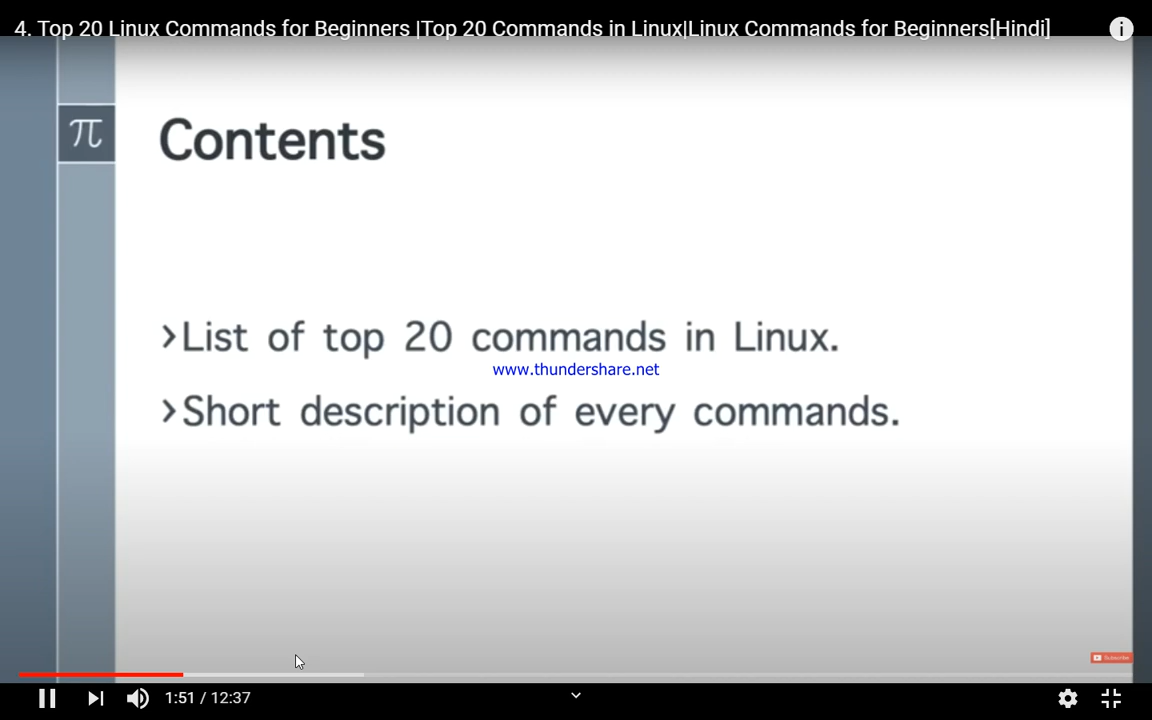 4. Top 20 Linux Commands for Beginners |Top 20 Commands in Linux|Linux Commands for Beginners[Hindi]
π
Contents
›List of top 20 commands in Linux.
www.thundershare.net
›Short description of every commands.
Subscribe
1:51 / 12:37